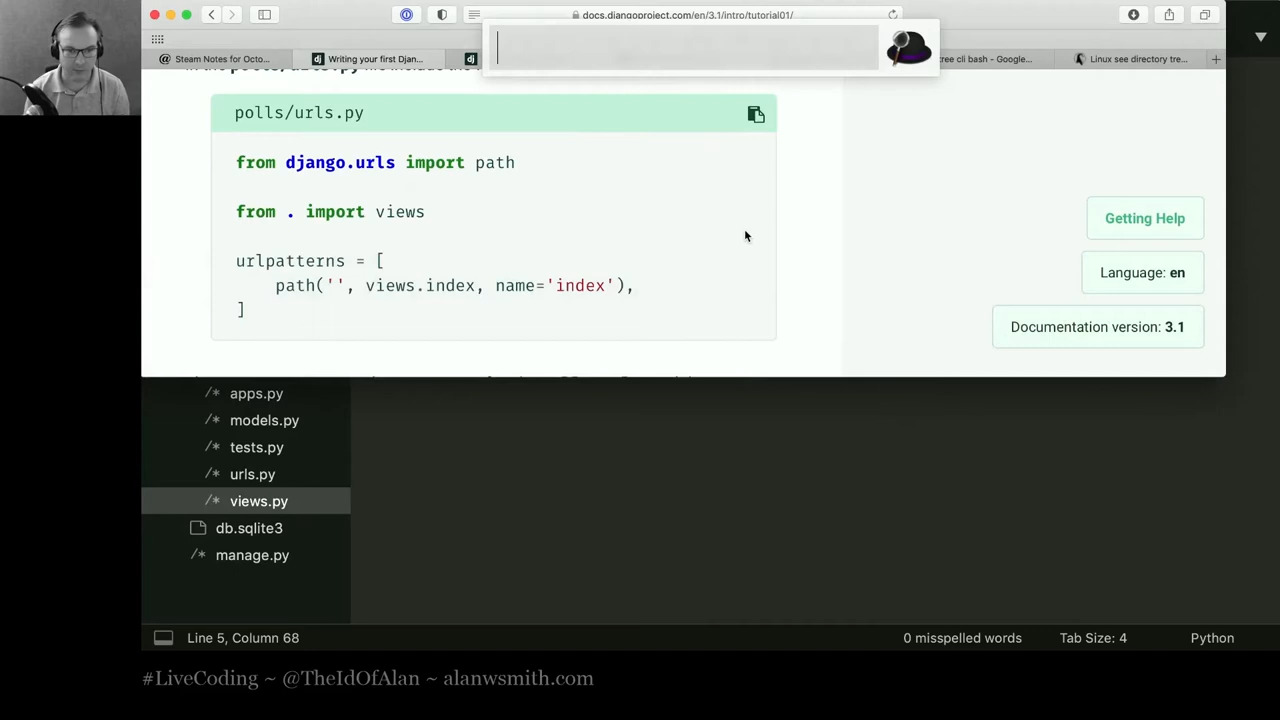 docs.djangoproject.com/en/3.1/intro/tutorial01/
Steam Notes for Octo...
Writing your first Djan...
ree cli bash - Google...
Linux see directory tre...
polls/urls.py
from django.urls import path
from . import views
urlpatterns = [
path('', views.index, name='index'),
]
Getting Help
Language: en
Documentation version: 3.1
/* apps.py
/* models.py
/* tests.py
/* urls.py
/* views.py
db.sqlite3
/* manage.py
Line 5, Column 68
0 misspelled words
Tab Size: 4
Python
#LiveCoding ~ @TheIdOfAlan ~ alanwsmith.com